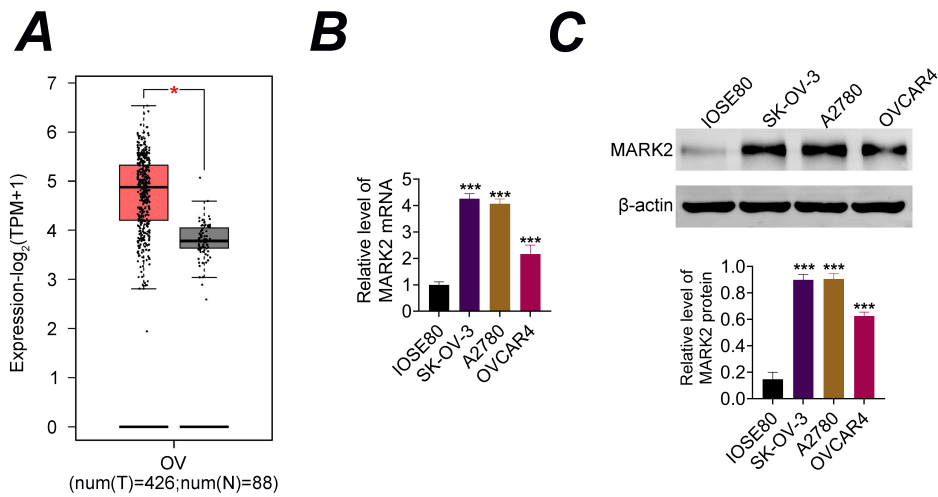 A
Expression-log2(TPM+1)
7
6
5
4
3
2
1
0
*
OV
(num(T)=426;num(N)=88)
B
Relative level of
MARK2 mRNA
5
4
3
2
1
0
***
***
***
IOSE80
SK-OV-3
A2780
OVCAR4
C
IOSE80
SK-OV-3
A2780
OVCAR4
MARK2
β-actin
Relative level of
MARK2 protein
1.0
0.8
0.6
0.4
0.2
0.0
***
***
***
IOSE80
SK-OV-3
A2780
OVCAR4